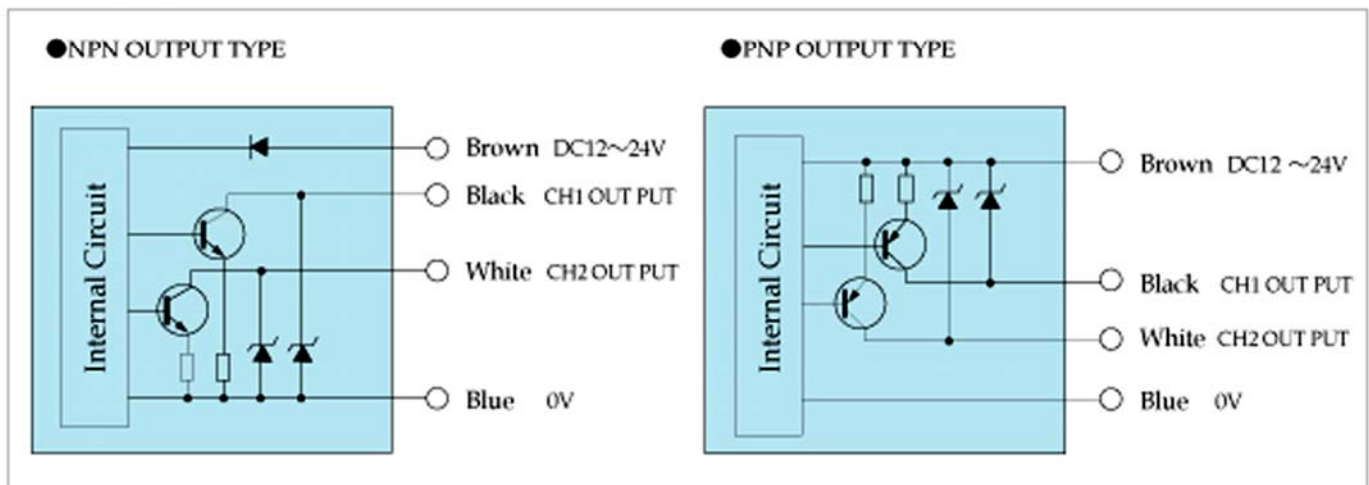 ●NPN OUTPUT TYPE
Internal Circuit
Brown DC12～24V
Black CH1 OUT PUT
White CH2 OUT PUT
Blue 0V
●PNP OUTPUT TYPE
Internal Circuit
Brown DC12 ～24V
Black CH1 OUT PUT
White CH2 OUT PUT
Blue 0V